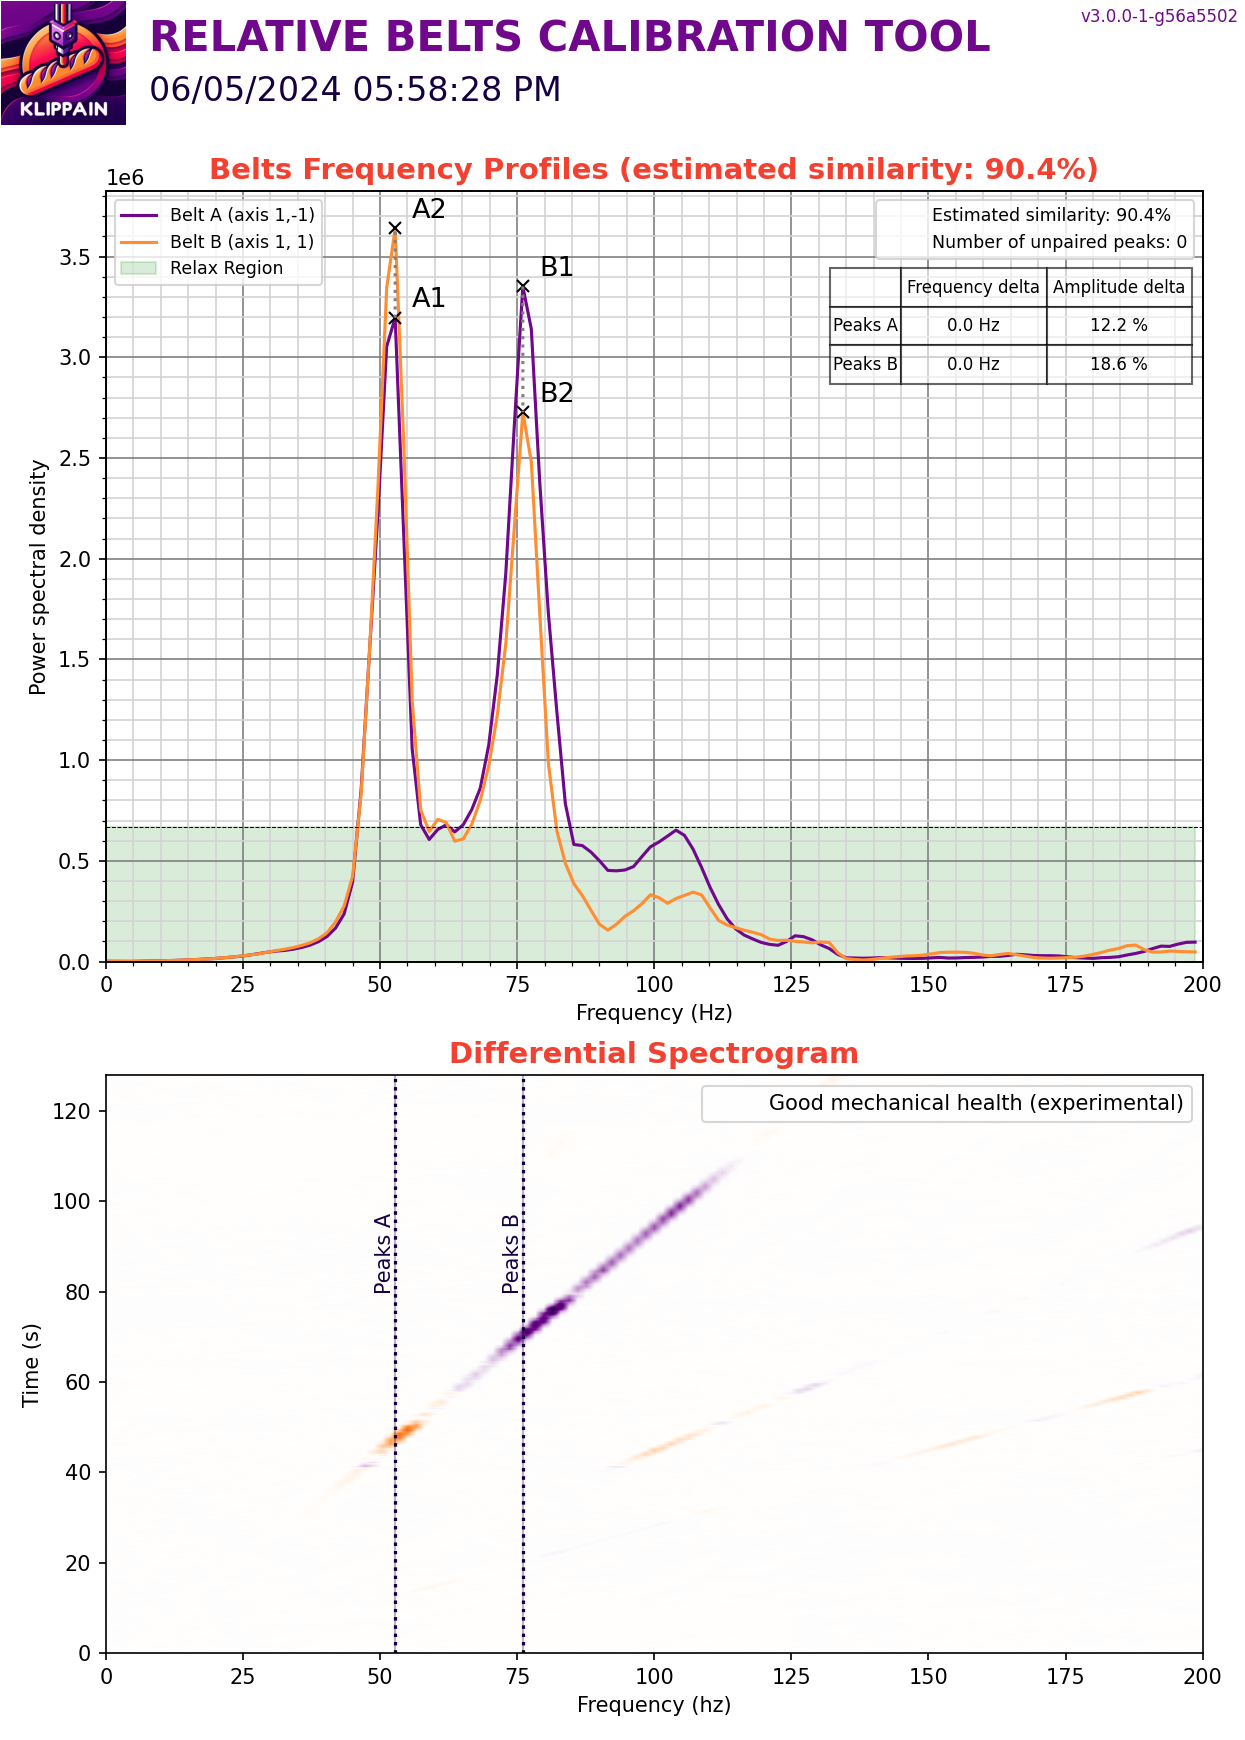 v3.0.0-1-g56a5502
RELATIVE BELTS CALIBRATION TOOL
06/05/2024 05:58:28 PM
KLIPPAIN
Belts Frequency Profiles (estimated similarity: 90.4%)
1e6
Belt A (axis 1,-1)
Belt B (axis 1, 1)
Relax Region
A2
A1
B1
B2
Estimated similarity: 90.4%
Number of unpaired peaks: 0
Frequency delta Amplitude delta
Peaks A 0.0 Hz 12.2 %
Peaks B 0.0 Hz 18.6 %
Power spectral density
3.5
3.0
2.5
2.0
1.5
1.0
0.5
0.0
0 25 50 75 100 125 150 175 200
Frequency (Hz)
Differential Spectrogram
Good mechanical health (experimental)
Peaks A
Peaks B
Time (s)
120
100
80
60
40
20
0
0 25 50 75 100 125 150 175 200
Frequency (hz)